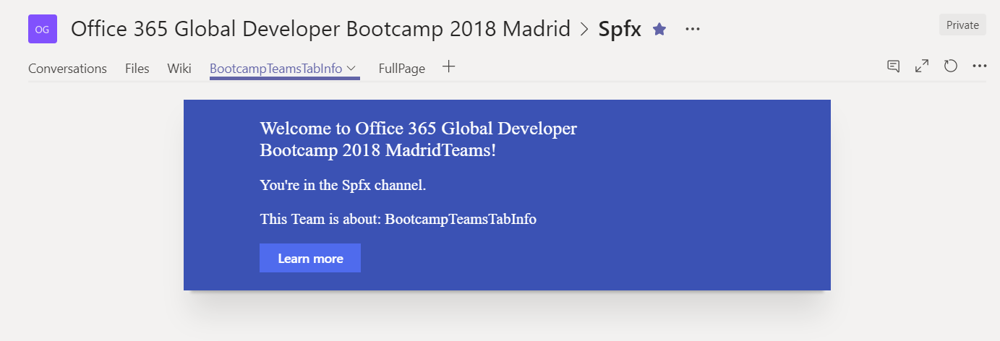 OG Office 365 Global Developer Bootcamp 2018 Madrid > Spfx Private
Conversations Files Wiki BootcampTeamsTabInfo FullPage
Welcome to Office 365 Global Developer
Bootcamp 2018 MadridTeams!
You're in the Spfx channel.
This Team is about: BootcampTeamsTabInfo
Learn more